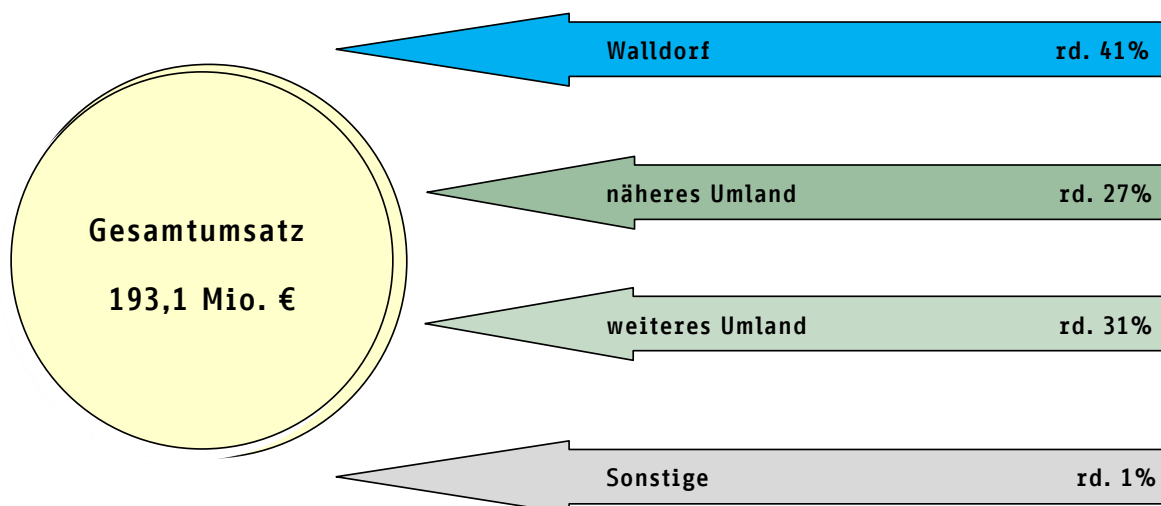 Walldorf rd. 41%
näheres Umland rd. 27%
Gesamtumsatz
193,1 Mio. €
weiteres Umland rd. 31%
Sonstige rd. 1%